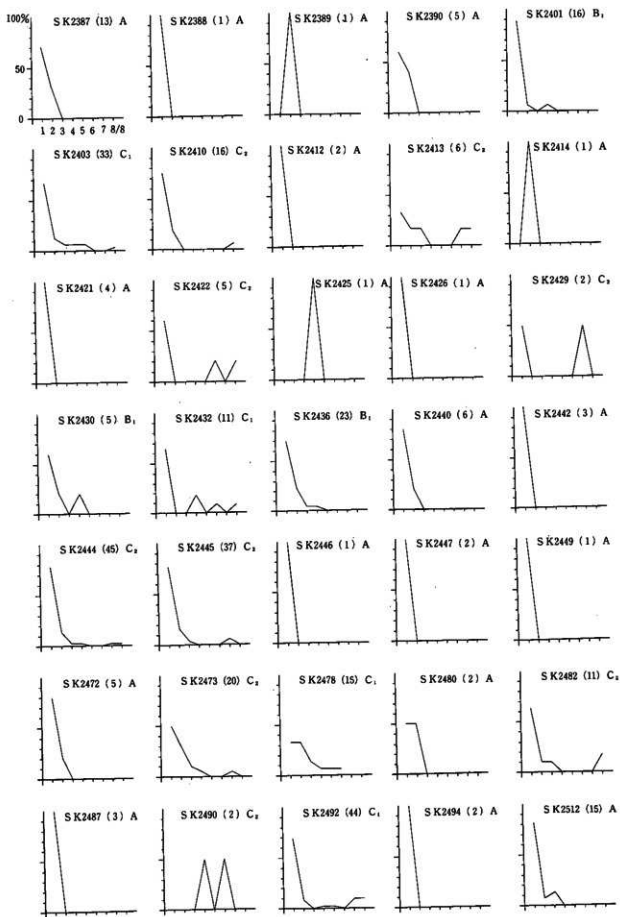 100%
50
0
1 2 3 4 5 6 7 8/8
SK2387 (13) A
SK2388 (1) A
SK2389 (1) A
SK2390 (5) A
SK2401 (16) B₁
SK2403 (33) C₁
SK2410 (16) C₂
SK2412 (2) A
SK2413 (6) C₂
SK2414 (1) A
SK2421 (4) A
SK2422 (5) C₂
SK2425 (1) A
SK2426 (1) A
SK2429 (2) C₂
SK2430 (5) B₁
SK2432 (11) C₁
SK2436 (23) B₁
SK2440 (6) A
SK2442 (3) A
SK2444 (45) C₂
SK2445 (37) C₂
SK2446 (1) A
SK2447 (2) A
SK2449 (1) A
SK2472 (5) A
SK2473 (20) C₂
SK2478 (15) C₁
SK2480 (2) A
SK2482 (11) C₂
SK2487 (3) A
SK2490 (2) C₂
SK2492 (44) C₁
SK2494 (2) A
SK2512 (15) A